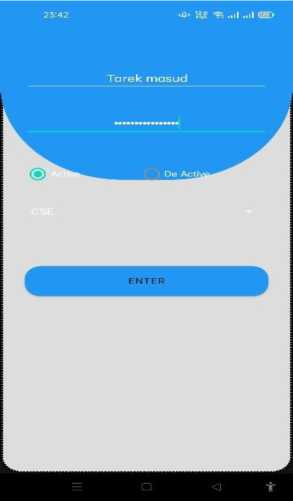 23:42
Tarek masud
••••••••••••••••
Active De Active
CSE
ENTER